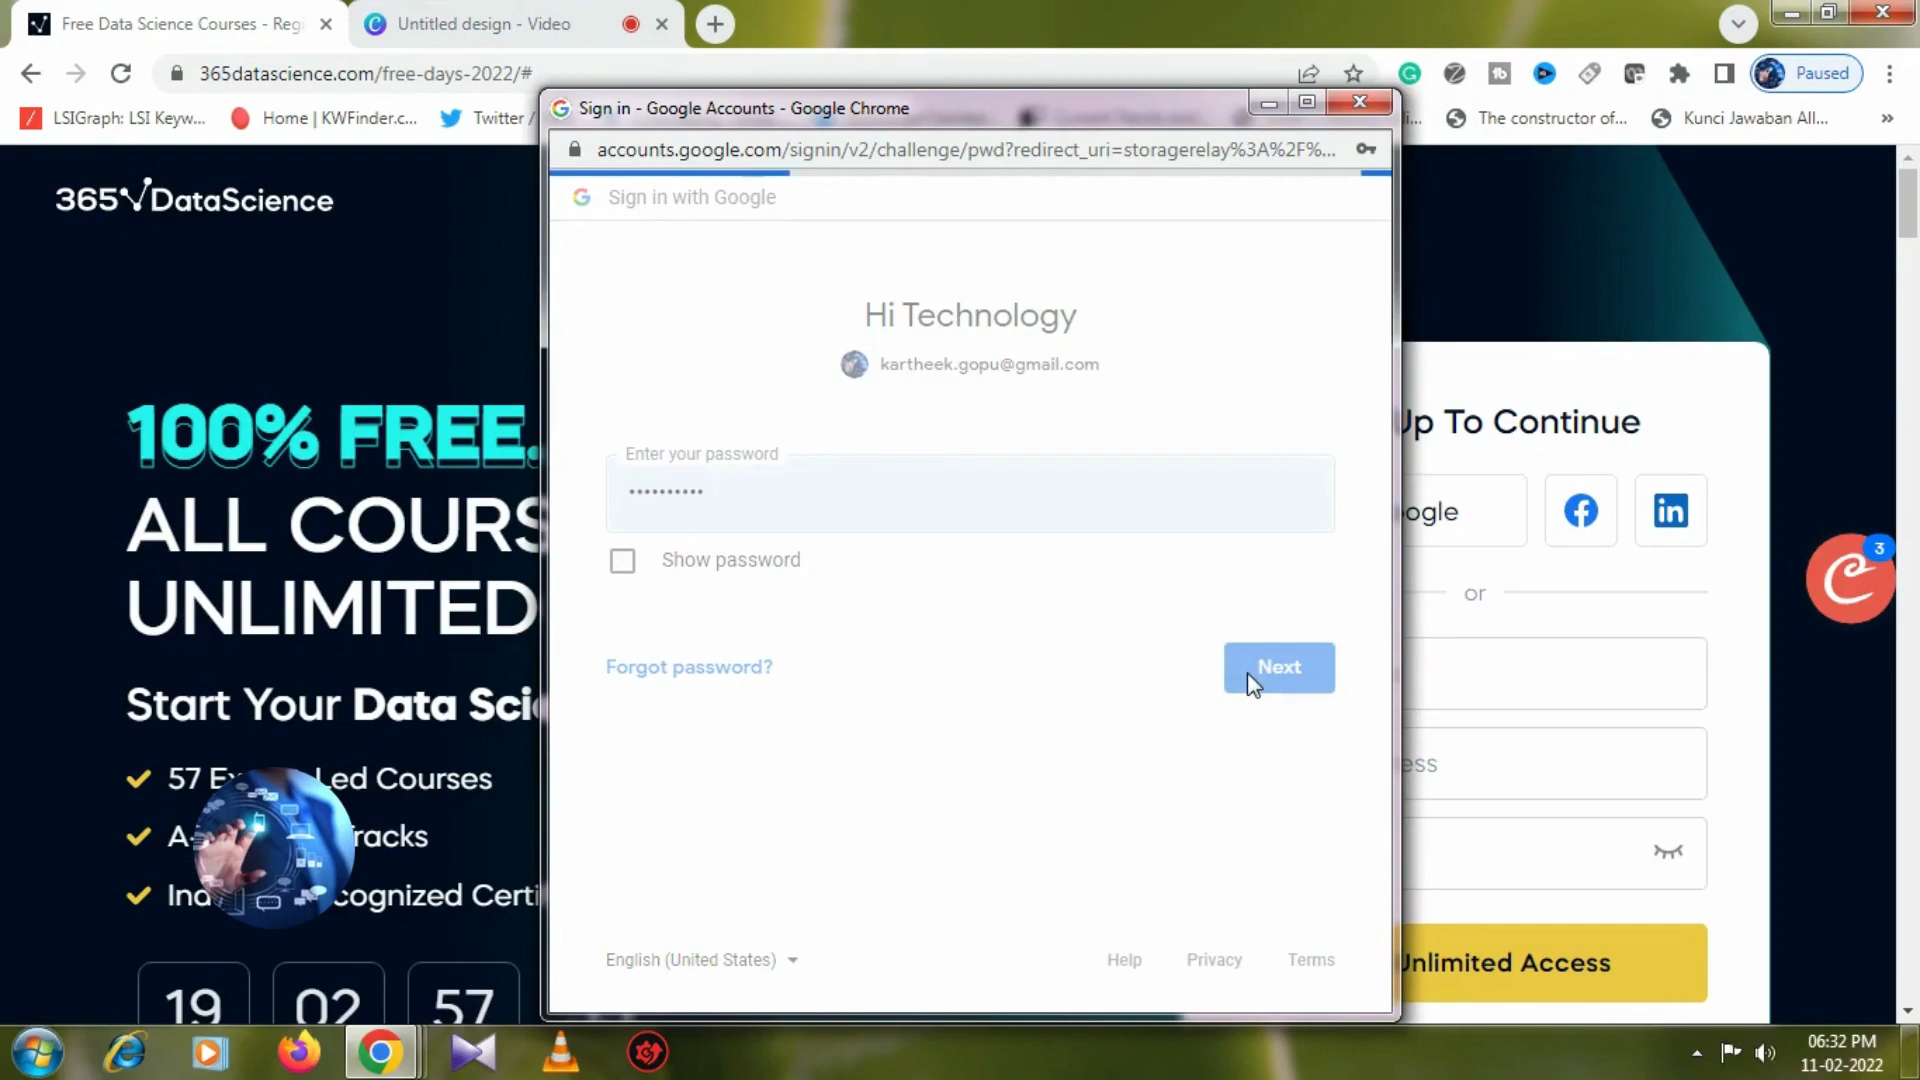 Free Data Science Courses - Reg
Untitled design - Video
365datascience.com/free-days-2022/#
Paused
LSIGraph: LSI Keyw...
Home | KWFinder.c...
Twitter /
The constructor of...
Kunci Jawaban All...
»
Sign in - Google Accounts - Google Chrome
accounts.google.com/signin/v2/challenge/pwd?redirect_uri=storagerelay%3A%2F%...
Sign in with Google
Hi Technology
kartheek.gopu@gmail.com
Enter your password
••••••••••
Show password
Forgot password?
Next
English (United States)
Help
Privacy
Terms
365 DataScience
100% FREE.
ALL COURS
UNLIMITED
Start Your Data Sci
57 Ex Led Courses
A- racks
Ind cognized Certi
19
02
57
Up To Continue
ogle
in
or
ess
Unlimited Access
3
06:32 PM
11-02-2022